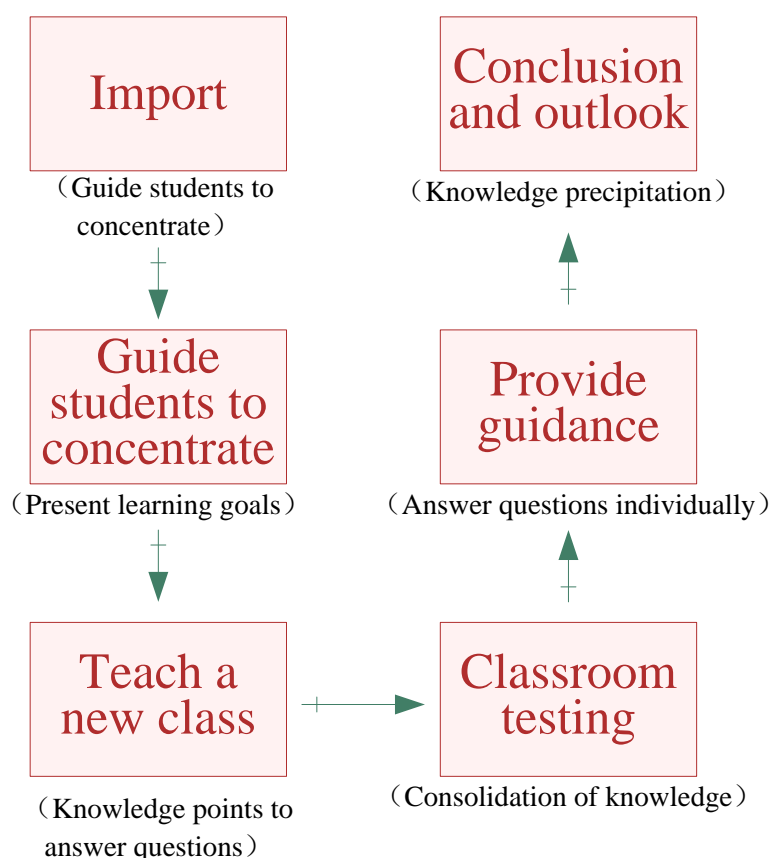 Import
（Guide students to
concentrate）
Guide
students to
concentrate
（Present learning goals）
Teach a
new class
（Knowledge points to
answer questions）
Classroom
testing
（Consolidation of knowledge）
Provide
guidance
（Answer questions individually）
Conclusion
and outlook
（Knowledge precipitation）